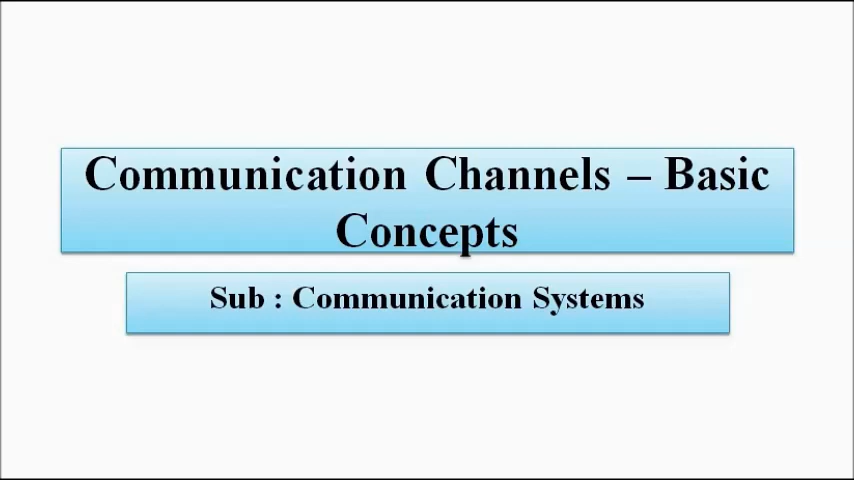 Communication Channels – Basic
Concepts
Sub : Communication Systems